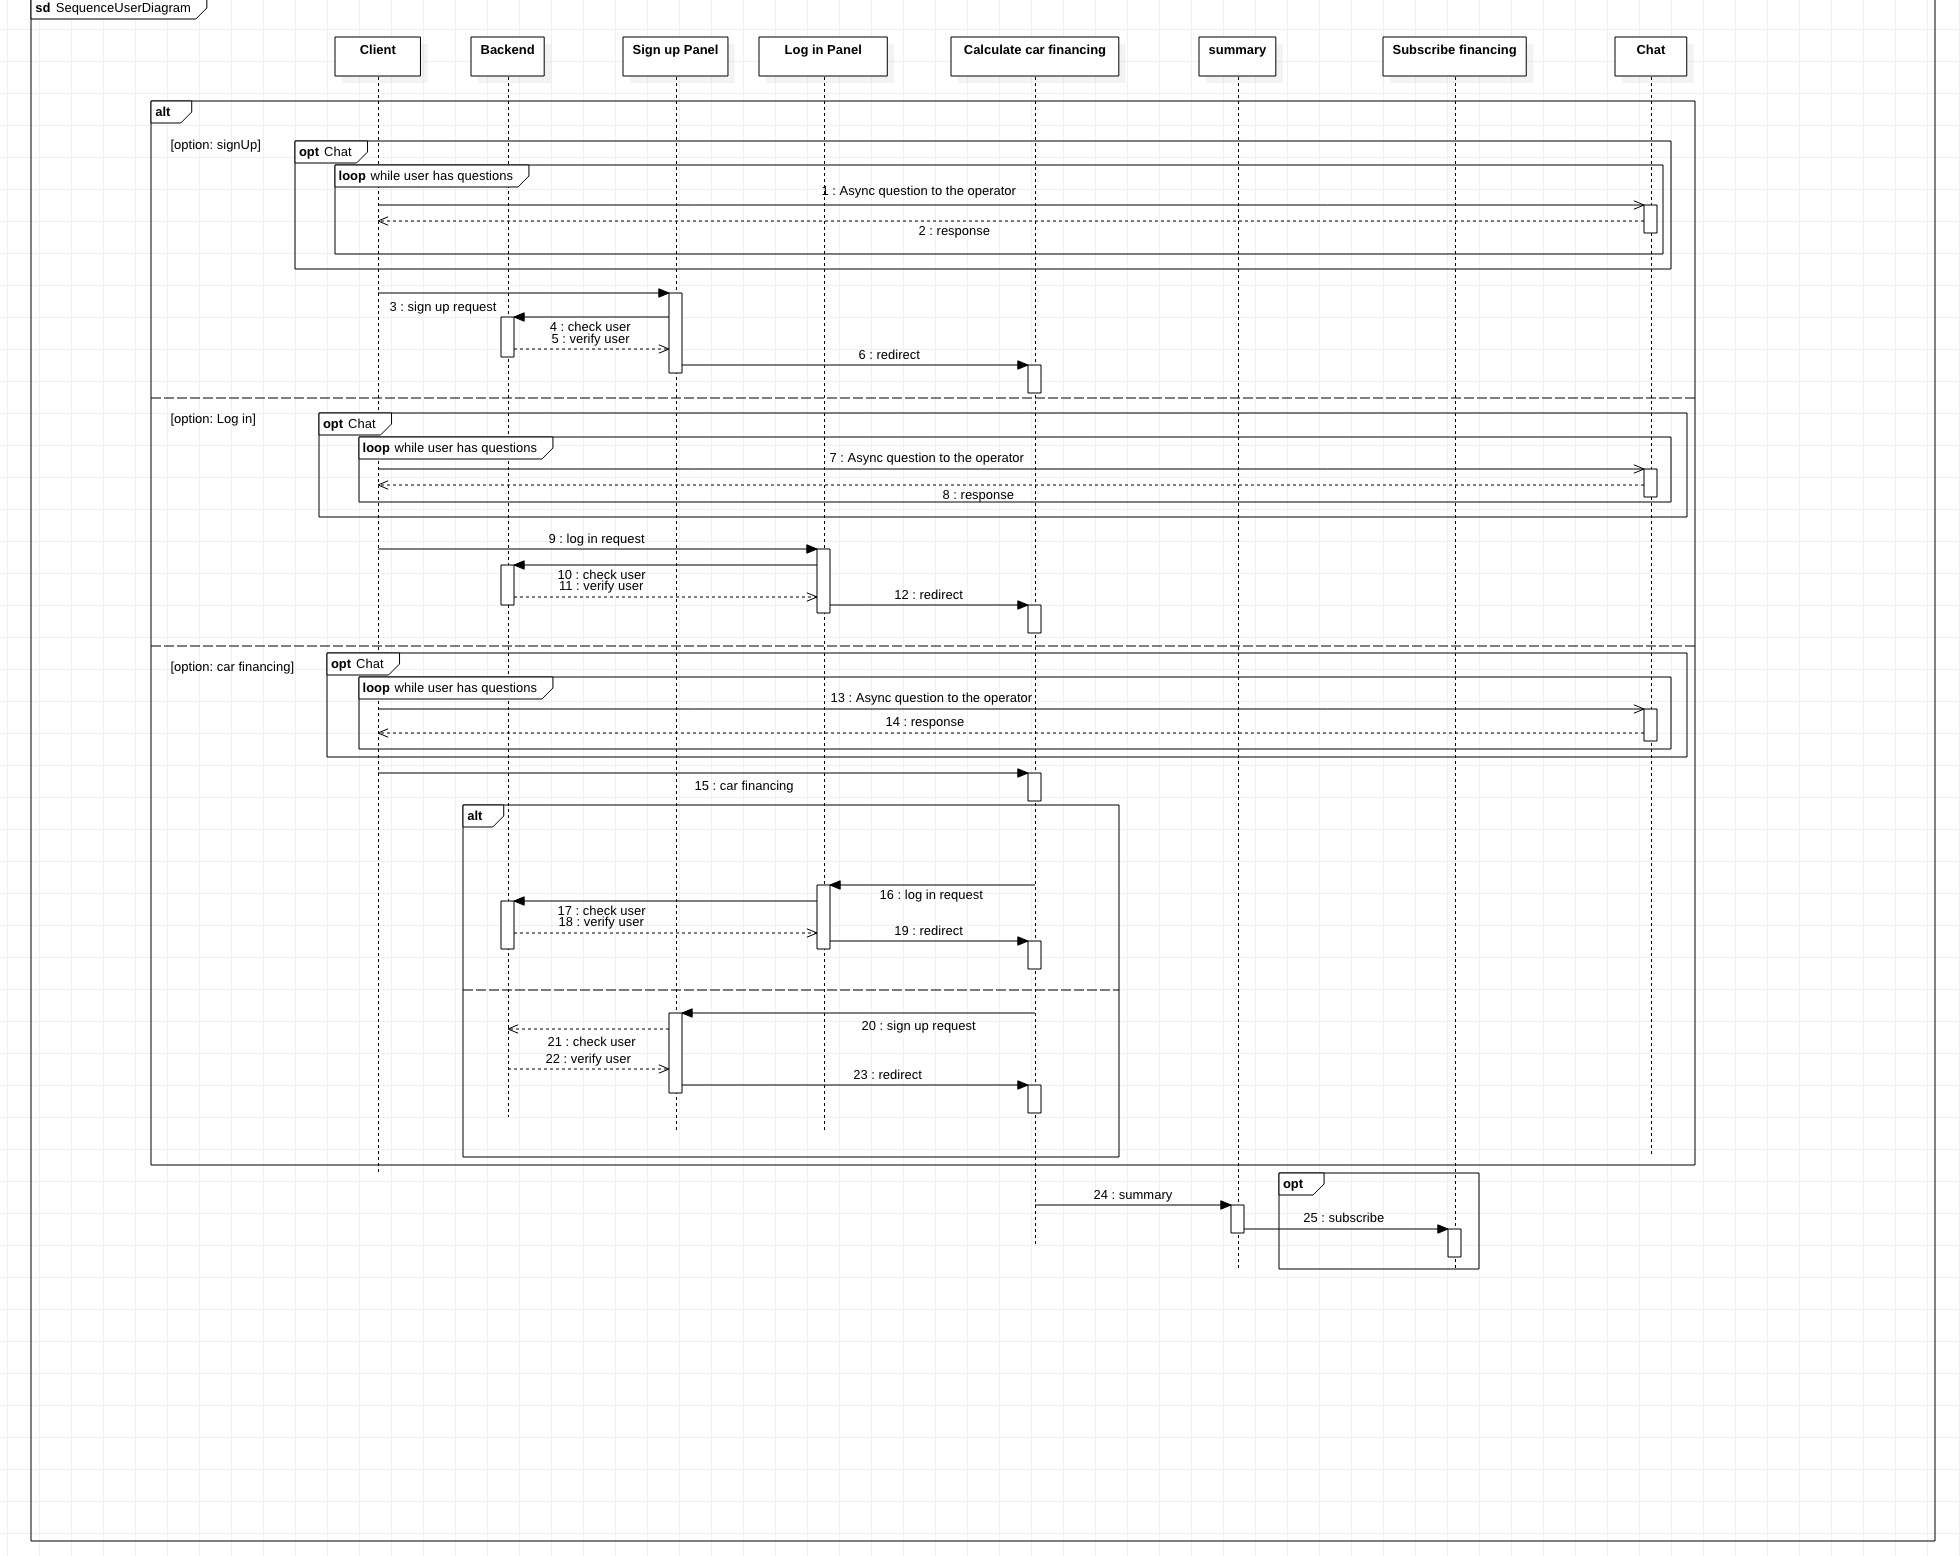 sd SequenceUserDiagram
Client
Backend
Sign up Panel
Log in Panel
Calculate car financing
summary
Subscribe financing
Chat
alt
[option: signUp]
opt Chat
loop while user has questions
1 : Async question to the operator
2 : response
3 : sign up request
4 : check user
5 : verify user
6 : redirect
[option: Log in]
opt Chat
loop while user has questions
7 : Async question to the operator
8 : response
9 : log in request
10 : check user
11 : verify user
12 : redirect
[option: car financing]
opt Chat
loop while user has questions
13 : Async question to the operator
14 : response
15 : car financing
alt
16 : log in request
17 : check user
18 : verify user
19 : redirect
20 : sign up request
21 : check user
22 : verify user
23 : redirect
opt
24 : summary
25 : subscribe